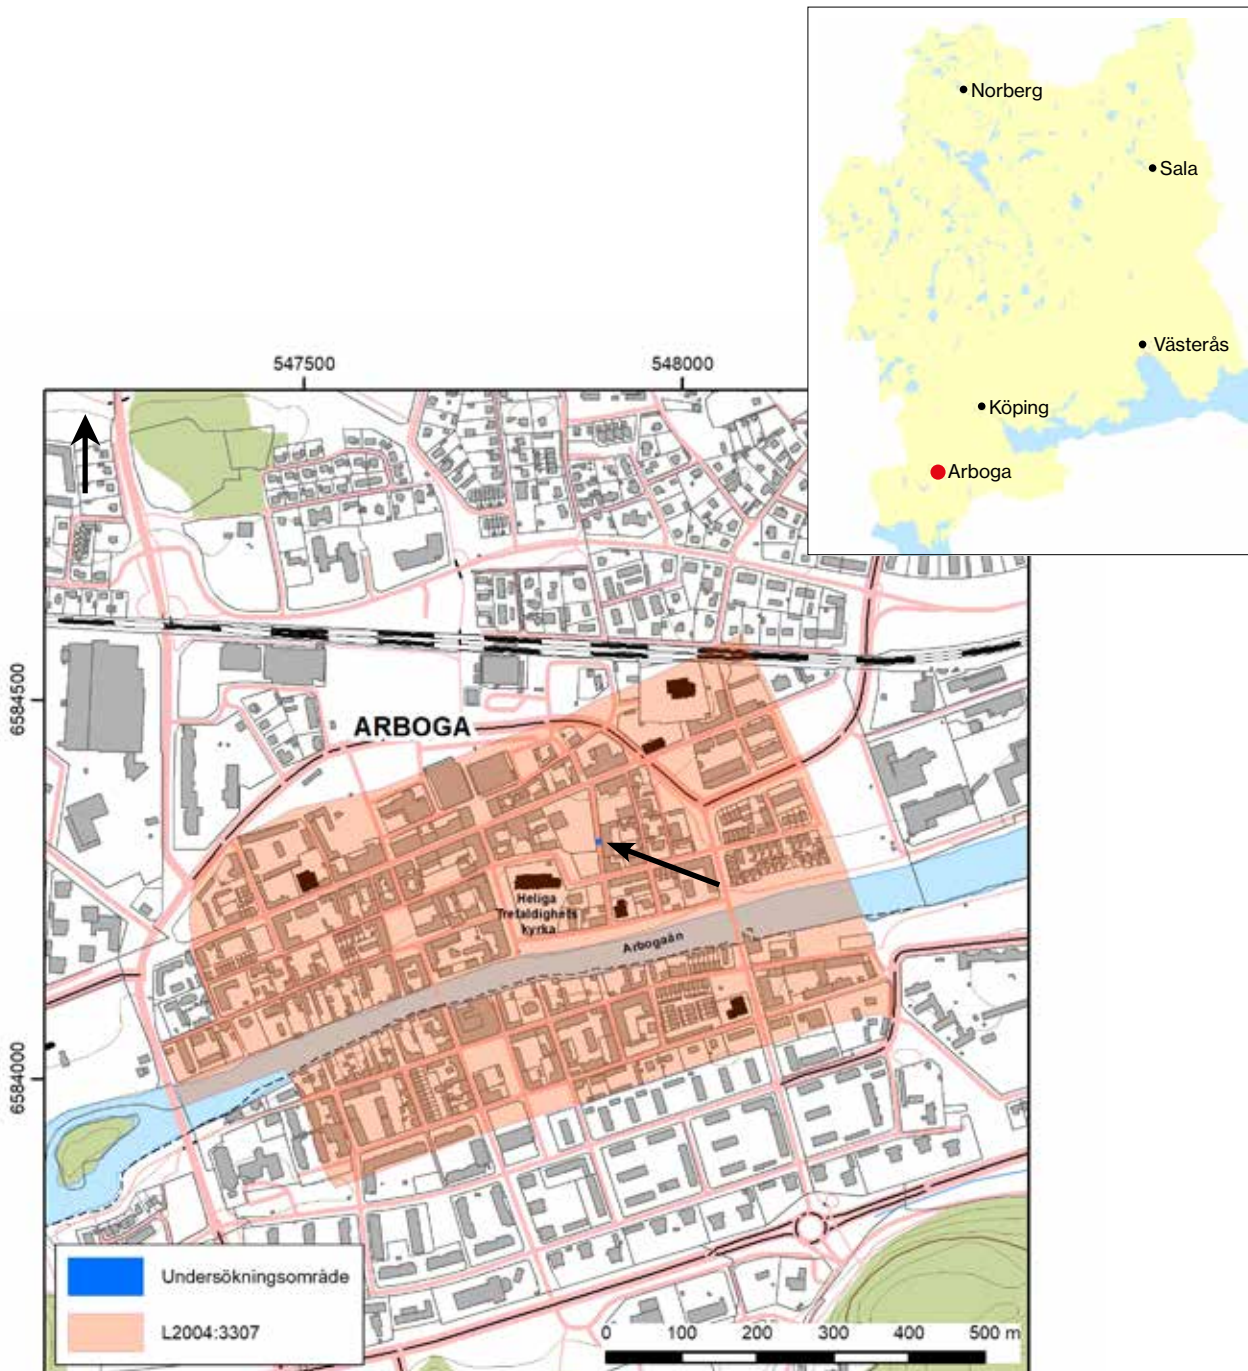 Norberg
Sala
Västerås
Köping
Arboga
547500
548000
6584500
6584000
ARBOGA
Heliga
Trefaldighets
kyrka
Arbogaån
Undersökningsområde
L2004:3307
0 100 200 300 400 500 m